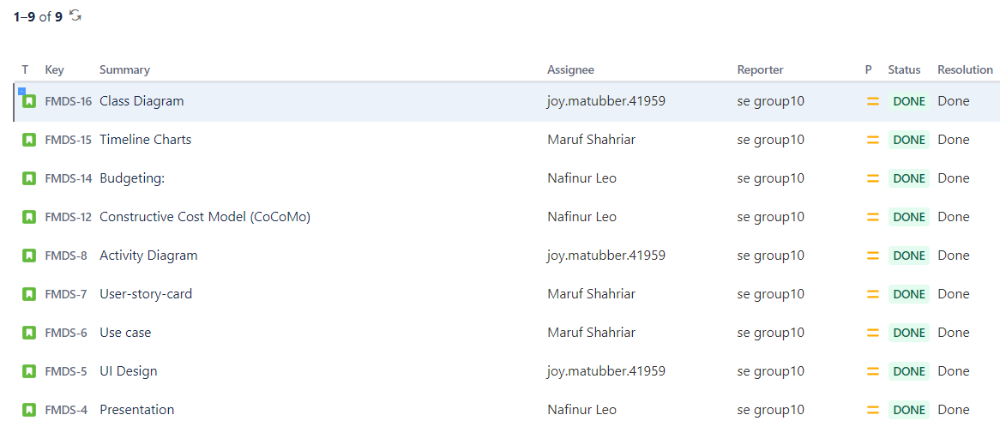 1–9 of 9
T Key Summary Assignee Reporter P Status Resolution
FMDS-16 Class Diagram joy.matubber.41959 se group10 DONE Done
FMDS-15 Timeline Charts Maruf Shahriar se group10 DONE Done
FMDS-14 Budgeting: Nafinur Leo se group10 DONE Done
FMDS-12 Constructive Cost Model (CoCoMo) Nafinur Leo se group10 DONE Done
FMDS-8 Activity Diagram joy.matubber.41959 se group10 DONE Done
FMDS-7 User-story-card Maruf Shahriar se group10 DONE Done
FMDS-6 Use case Maruf Shahriar se group10 DONE Done
FMDS-5 UI Design joy.matubber.41959 se group10 DONE Done
FMDS-4 Presentation Nafinur Leo se group10 DONE Done